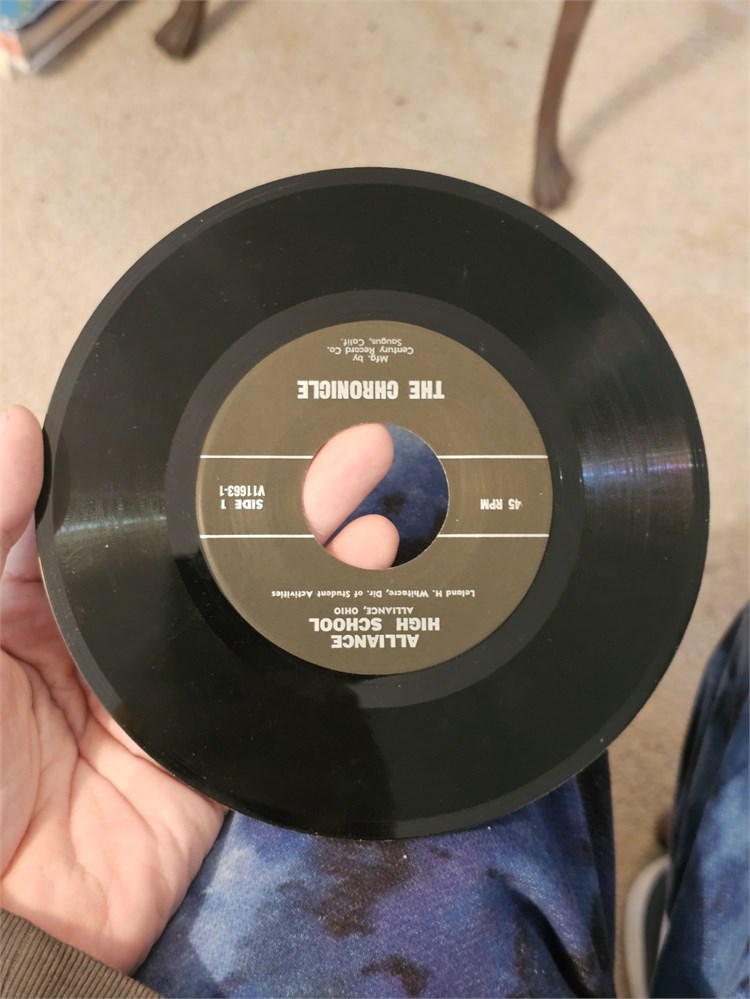 ALLIANCE
HIGH SCHOOL
ALLIANCE, OHIO
Leland H. Whitacre, Dir. of Student Activities
45 RPM
SIDE 1
V11663-1
THE CHRONICLE
Mfg. by
Century Record Co.
Saugus, Calif.